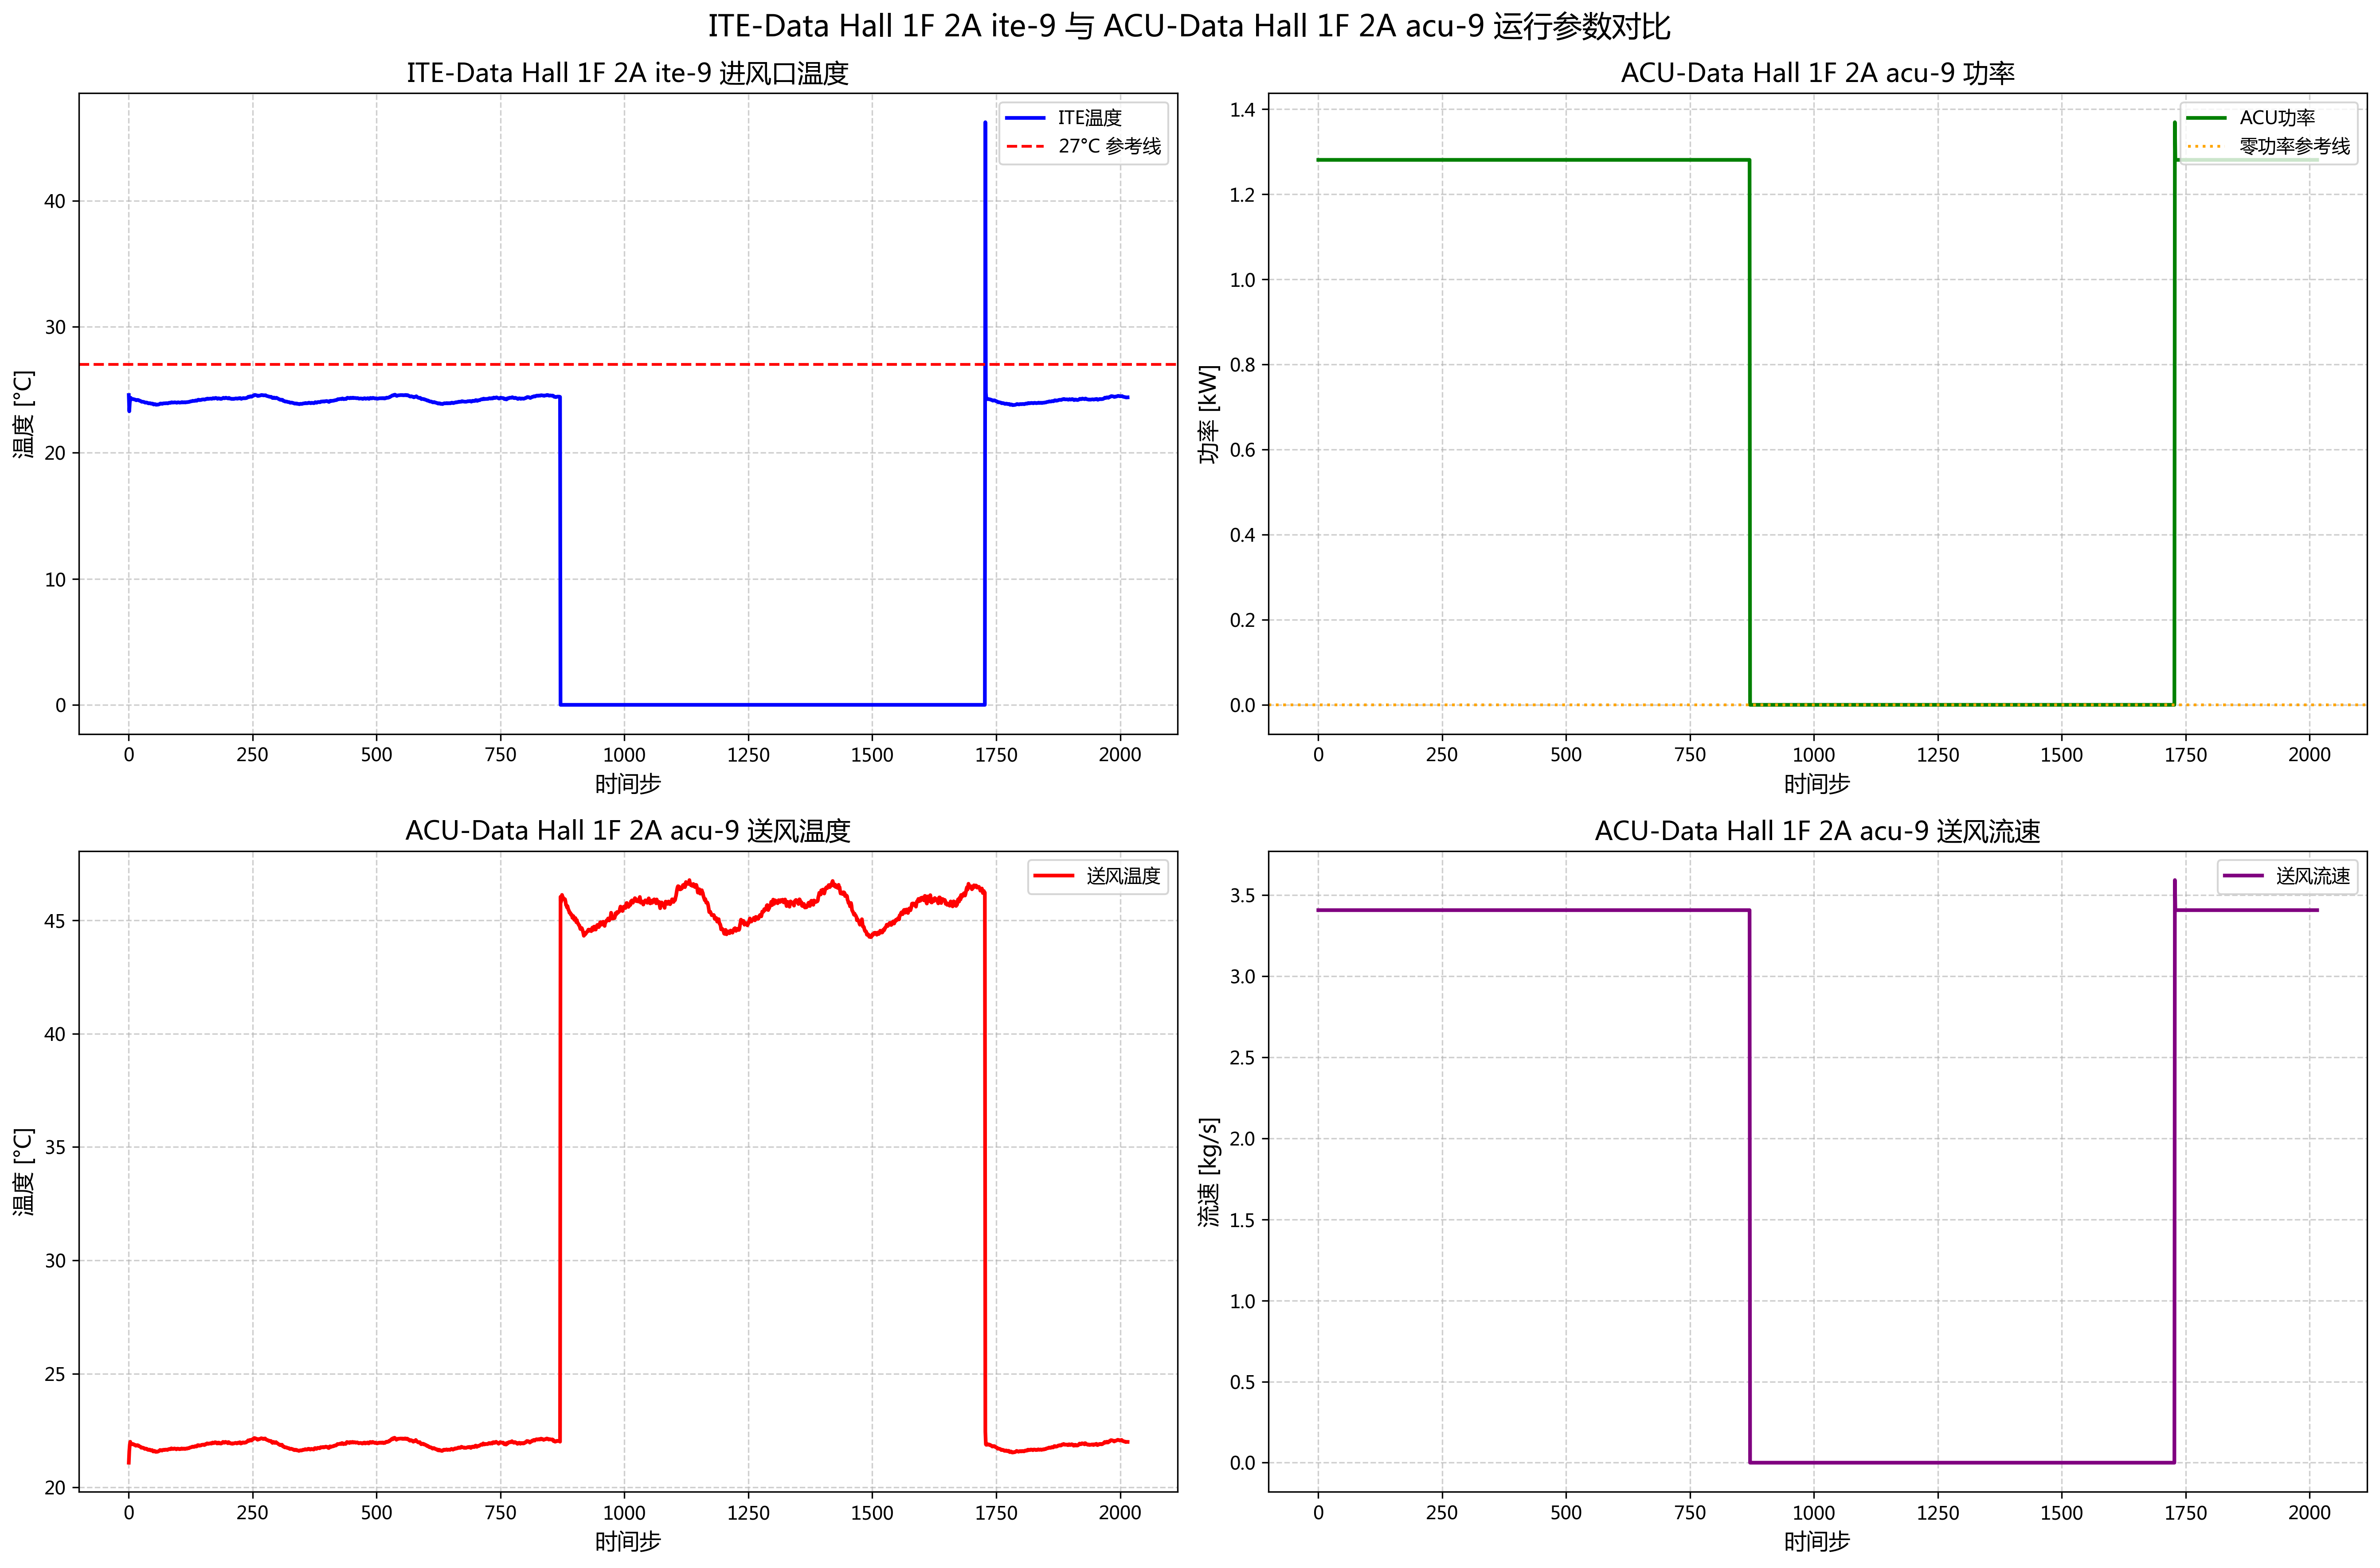 ITE-Data Hall 1F 2A ite-9 与 ACU-Data Hall 1F 2A acu-9 运行参数对比
ITE-Data Hall 1F 2A ite-9 进风口温度
ITE温度
27°C 参考线
温度 [°C]
40
30
20
10
0
0 250 500 750 1000 1250 1500 1750 2000
时间步
ACU-Data Hall 1F 2A acu-9 功率
ACU功率
零功率参考线
功率 [kW]
1.4
1.2
1.0
0.8
0.6
0.4
0.2
0.0
0 250 500 750 1000 1250 1500 1750 2000
时间步
ACU-Data Hall 1F 2A acu-9 送风温度
送风温度
温度 [°C]
45
40
35
30
25
20
0 250 500 750 1000 1250 1500 1750 2000
时间步
ACU-Data Hall 1F 2A acu-9 送风流速
送风流速
流速 [kg/s]
3.5
3.0
2.5
2.0
1.5
1.0
0.5
0.0
0 250 500 750 1000 1250 1500 1750 2000
时间步